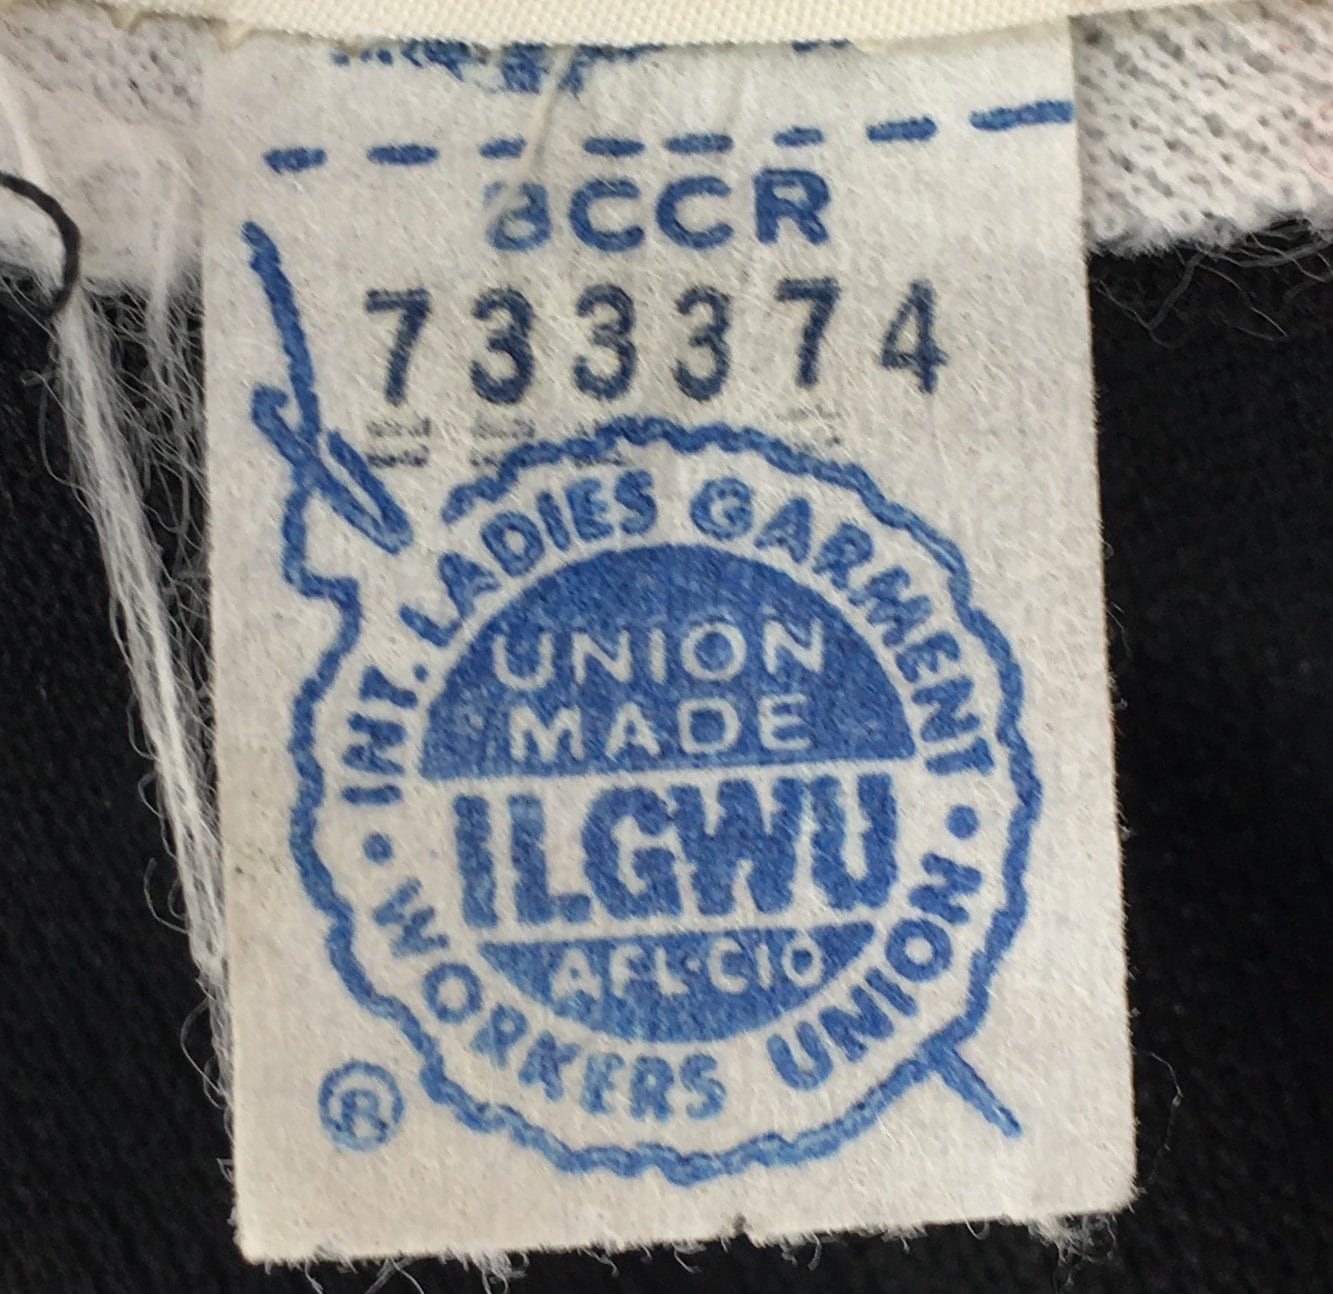 BCCR
733374
INT. LADIES GARMENT
UNION
MADE
ILGWU
AFL·CIO
WORKERS UNION
®